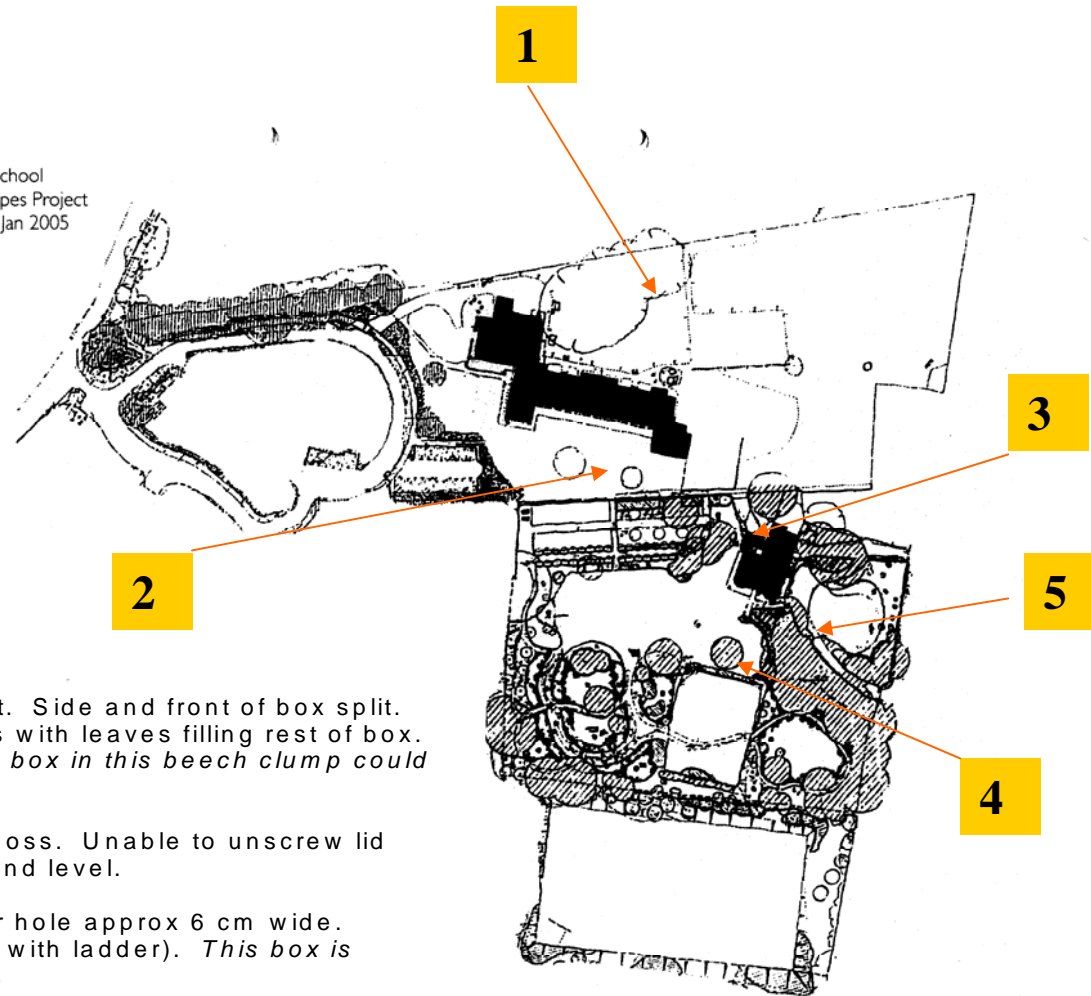 1
chool
pes Project
Jan 2005
3
2
5
t. Side and front of box split.
s with leaves filling rest of box.
box in this beech clump could
4
oss. Unable to unscrew lid
nd level.
r hole approx 6 cm wide.
with ladder). This box is